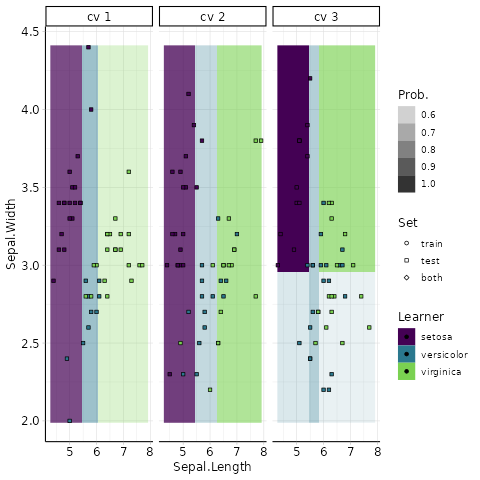 cv 1 cv 2 cv 3
4.5
4.0
3.5
3.0
2.5
2.0
Sepal.Width
5 6 7 8 5 6 7 8 5 6 7 8
Sepal.Length
Prob.
0.6
0.7
0.8
0.9
1.0
Set
train
test
both
Learner
setosa
versicolor
virginica